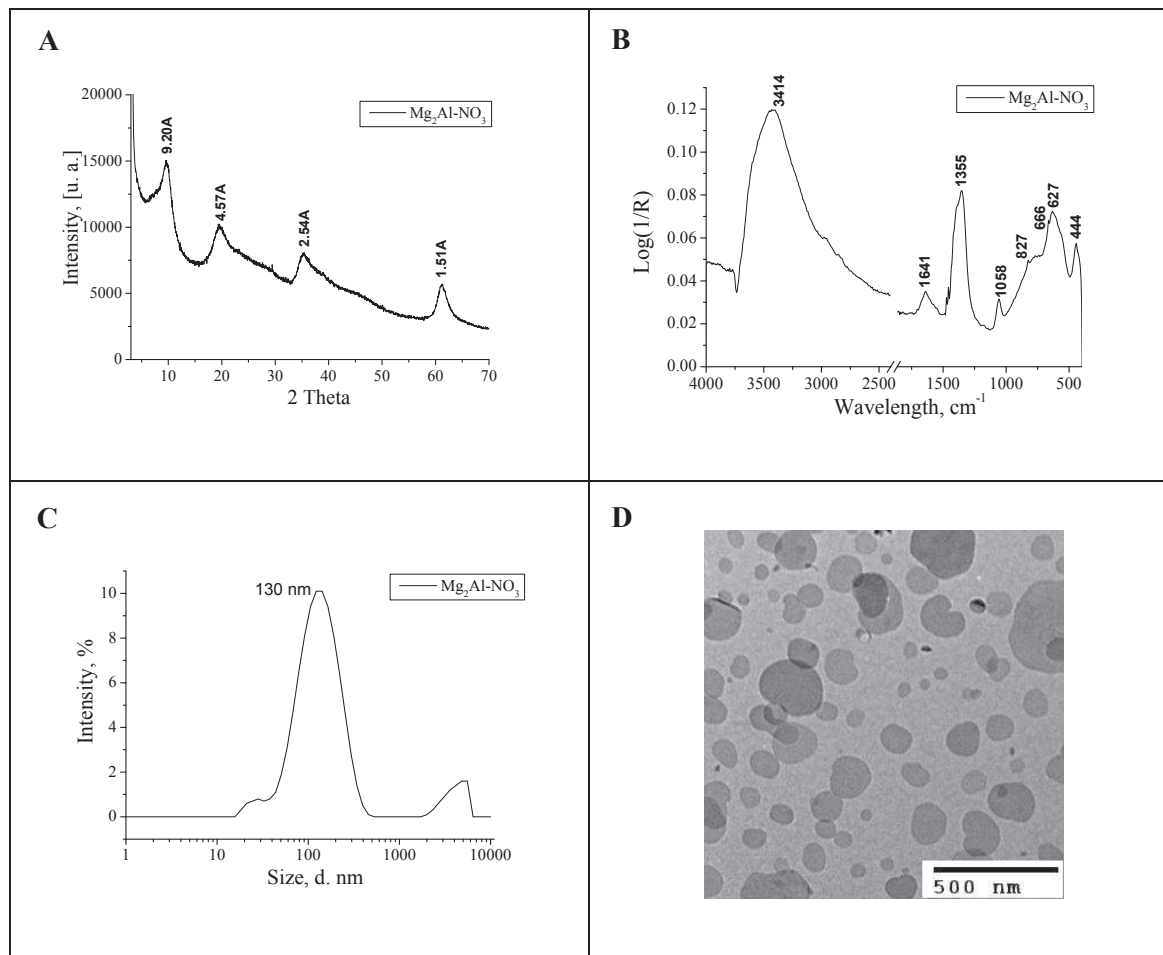 A
20000
15000
10000
5000
0
Intensity, [u. a.]
Mg₂Al-NO₃
9.20A
4.57A
2.54A
1.51A
10 20 30 40 50 60 70
2 Theta
B
0.12
0.10
0.08
0.06
0.04
0.02
0.00
Log(1/R)
Mg₂Al-NO₃
3414
1641
1355
1058
827
666
627
444
4000 3500 3000 2500 1500 1000 500
Wavelength, cm⁻¹
C
10
8
6
4
2
0
Intensity, %
130 nm
Mg₂Al-NO₃
1 10 100 1000 10000
Size, d. nm
D
500 nm